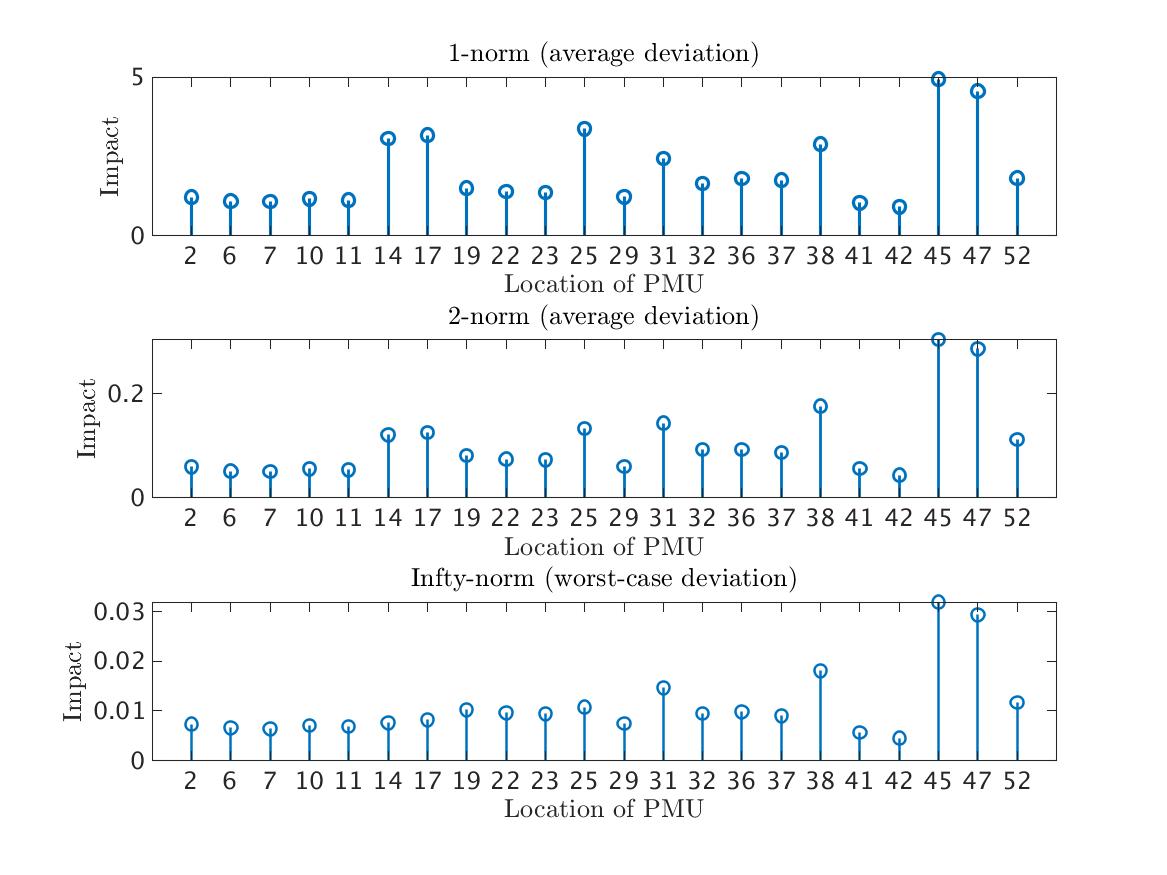 1-norm (average deviation)
5
Impact
0
2 6 7 10 11 14 17 19 22 23 25 29 31 32 36 37 38 41 42 45 47 52
Location of PMU
2-norm (average deviation)
0.2
Impact
0
2 6 7 10 11 14 17 19 22 23 25 29 31 32 36 37 38 41 42 45 47 52
Location of PMU
Infty-norm (worst-case deviation)
0.03
0.02
Impact
0.01
0
2 6 7 10 11 14 17 19 22 23 25 29 31 32 36 37 38 41 42 45 47 52
Location of PMU